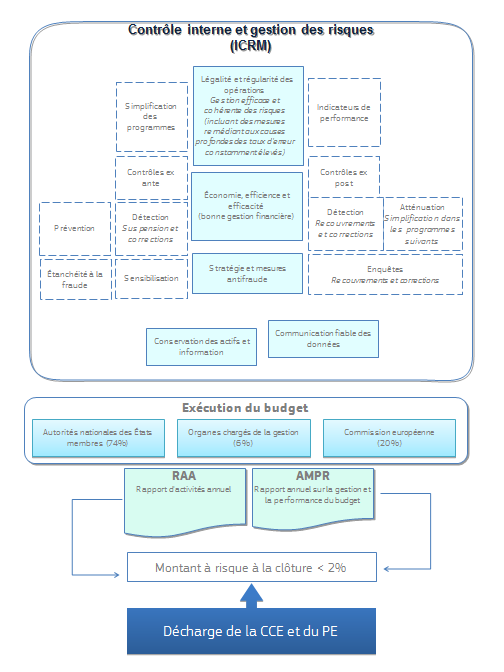 Contrôle interne et gestion des risques
(ICRM)
Simplification
des
programmes
Légalité et régularité des
opérations
Gestion efficace et
cohérente des risques
(incluant des mesures
remédiant aux causes
profondes des taux d'erreur
constamment élevés)
Indicateurs de
performance
Contrôles ex
ante
Économie, efficience et
efficacité
(bonne gestion financière)
Contrôles ex
post
Prévention
Détection
Suspension et
corrections
Détection
Recouvrements
et corrections
Atténuation
Simplification dans
les programmes
suivants
Étanchéité à la
fraude
Sensibilisation
Stratégie et mesures
antifraude
Enquêtes
Recouvrements et corrections
Conservation des actifs et
information
Communication fiable des
données
Exécution du budget
Autorités nationales des États
membres (74%)
Organes chargés de la gestion
(6%)
Commission européenne
(20%)
RAA
Rapport d'activités annuel
AMPR
Rapport annuel sur la gestion et
la performance du budget
Montant à risque à la clôture < 2%
Décharge de la CCE et du PE